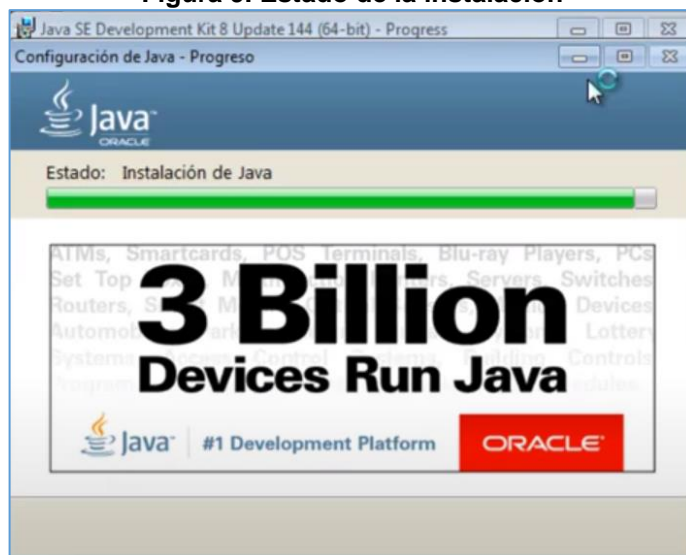 Figura 6. Estado de la instalación
Java SE Development Kit 8 Update 144 (64-bit) - Progress
Configuración de Java - Progreso
Java
ORACLE
Estado: Instalación de Java
ATMs, Smartcards, POS Terminals, Blu-ray Players, PCs
Set Top Servers, Switches
Routers, Devices
Lottery
Systems, Access Control Systems, Building Controls
3 Billion
Devices Run Java
Java #1 Development Platform ORACLE